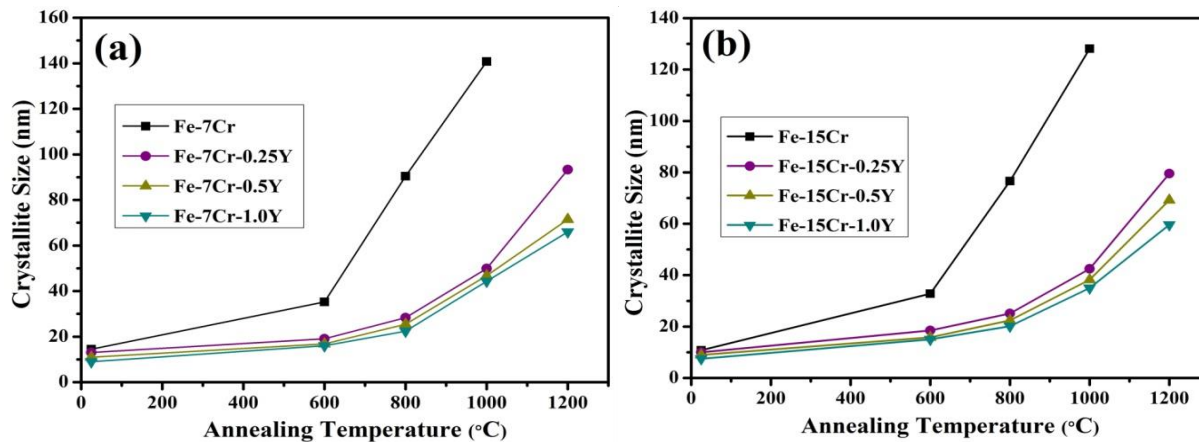 (a)
160
140
120
100
80
60
40
20
0
Crystallite Size (nm)
Fe-7Cr
Fe-7Cr-0.25Y
Fe-7Cr-0.5Y
Fe-7Cr-1.0Y
0 200 400 600 800 1000 1200
Annealing Temperature (°C)
(b)
140
120
100
80
60
40
20
0
Crystallite Size (nm)
Fe-15Cr
Fe-15Cr-0.25Y
Fe-15Cr-0.5Y
Fe-15Cr-1.0Y
0 200 400 600 800 1000 1200
Annealing Temperature (°C)